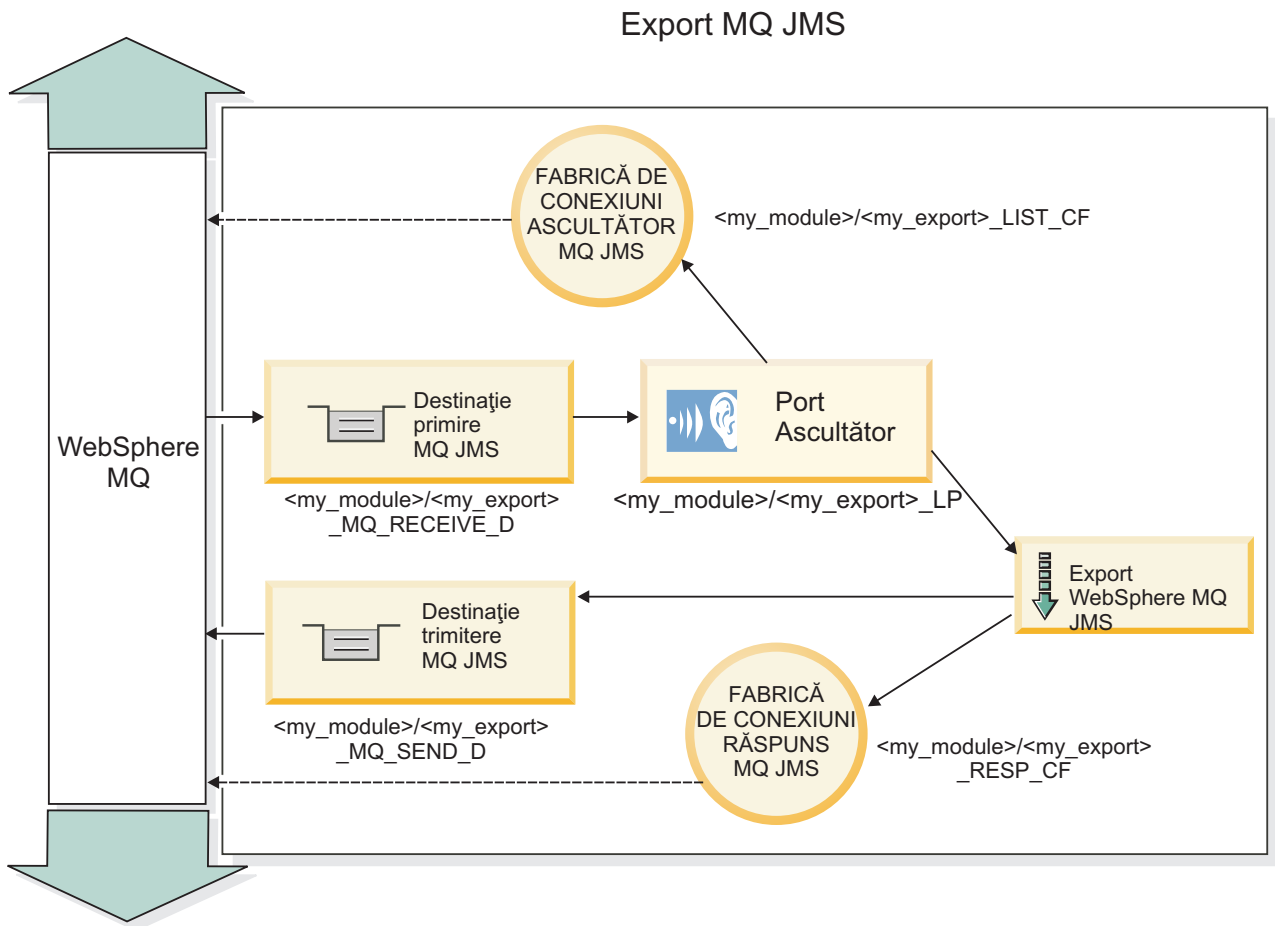 Export MQ JMS
FABRICĂ DE
CONEXIUNI
ASCULTĂTOR
MQ JMS
<my_module>/<my_export>_LIST_CF
WebSphere
MQ
Destinaţie
primire
MQ JMS
<my_module>/<my_export>
_MQ_RECEIVE_D
Port
Ascultător
<my_module>/<my_export>_LP
Export
WebSphere MQ
JMS
Destinaţie
trimitere
MQ JMS
<my_module>/<my_export>
_MQ_SEND_D
FABRICĂ
DE CONEXIUNI
RĂSPUNS
MQ JMS
<my_module>/<my_export>
_RESP_CF